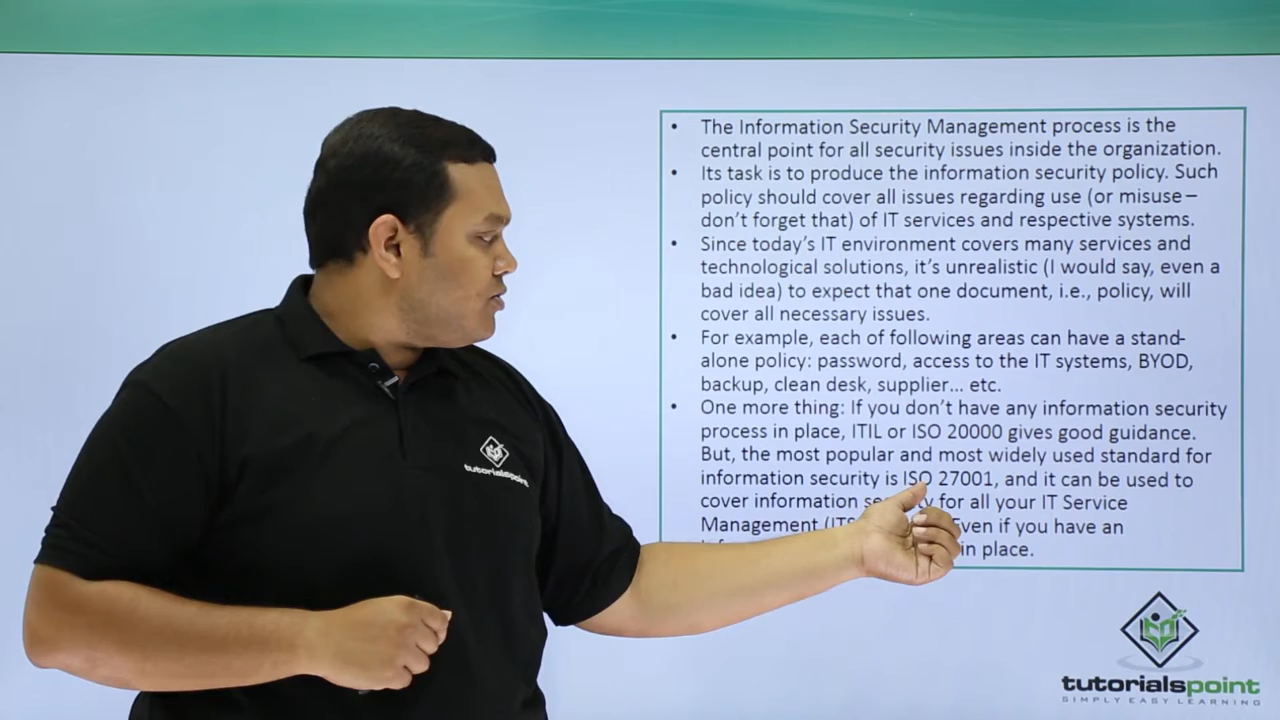 • The Information Security Management process is the
central point for all security issues inside the organization.
• Its task is to produce the information security policy. Such
policy should cover all issues regarding use (or misuse –
don't forget that) of IT services and respective systems.
• Since today's IT environment covers many services and
technological solutions, it's unrealistic (I would say, even a
bad idea) to expect that one document, i.e., policy, will
cover all necessary issues.
• For example, each of following areas can have a stand-
alone policy: password, access to the IT systems, BYOD,
backup, clean desk, supplier... etc.
• One more thing: If you don't have any information security
process in place, ITIL or ISO 20000 gives good guidance.
But, the most popular and most widely used standard for
information security is ISO 27001, and it can be used to
cover information for all your IT Service
Management Even if you have an
in place.
tutorialspoint
tutorialspoint
SIMPLY EASY LEARNING